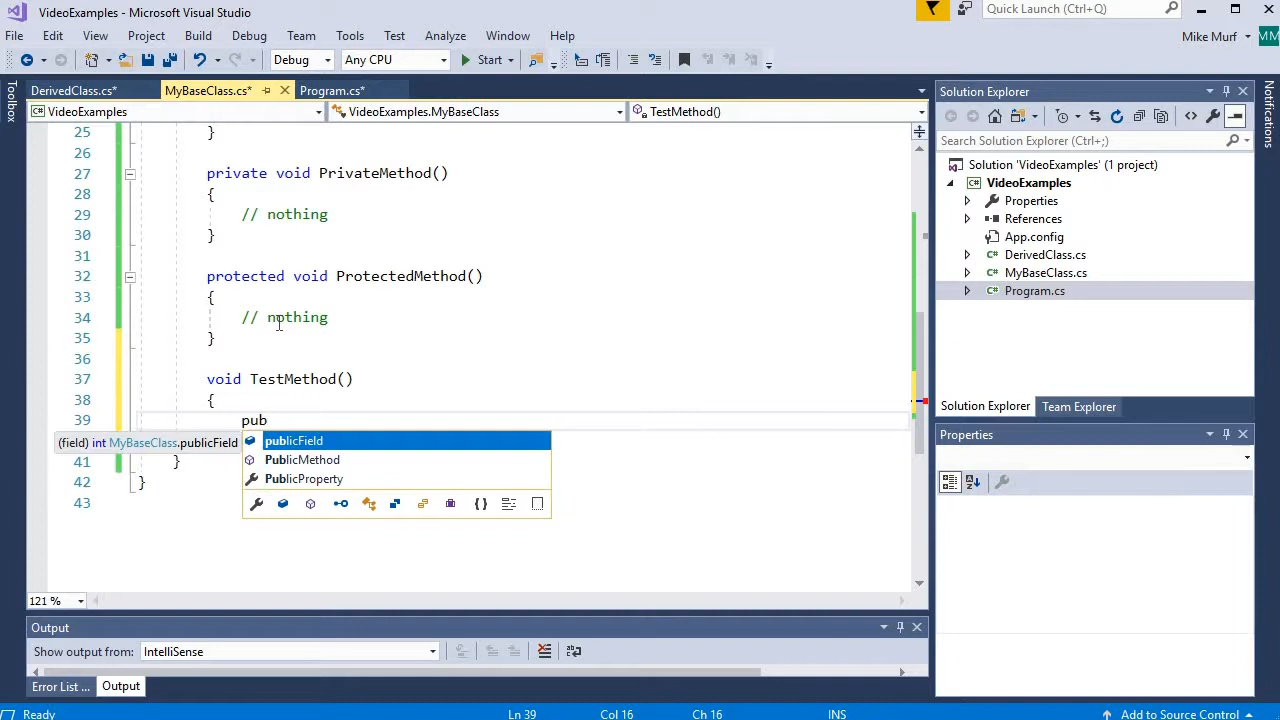 VideoExamples - Microsoft Visual Studio
Quick Launch (Ctrl+Q)
File Edit View Project Build Debug Team Tools Test Analyze Window Help
Mike Murf MM
Debug Any CPU Start
Toolbox
DerivedClass.cs* MyBaseClass.cs* Program.cs*
VideoExamples VideoExamples.MyBaseClass TestMethod()
25 }
26
27 private void PrivateMethod()
28 {
29 // nothing
30 }
31
32 protected void ProtectedMethod()
33 {
34 // nothing
35 }
36
37 void TestMethod()
38 {
39 pub
(field) int MyBaseClass.publicField
publicField
PublicMethod
PublicProperty
41 }
42 }
43
121 %
Output
Show output from: IntelliSense
Error List ... Output
Solution Explorer
Search Solution Explorer (Ctrl+;)
Solution 'VideoExamples' (1 project)
VideoExamples
Properties
References
App.config
DerivedClass.cs
MyBaseClass.cs
Program.cs
Solution Explorer Team Explorer
Properties
Notifications
Ready Ln 39 Col 16 Ch 16 INS Add to Source Control